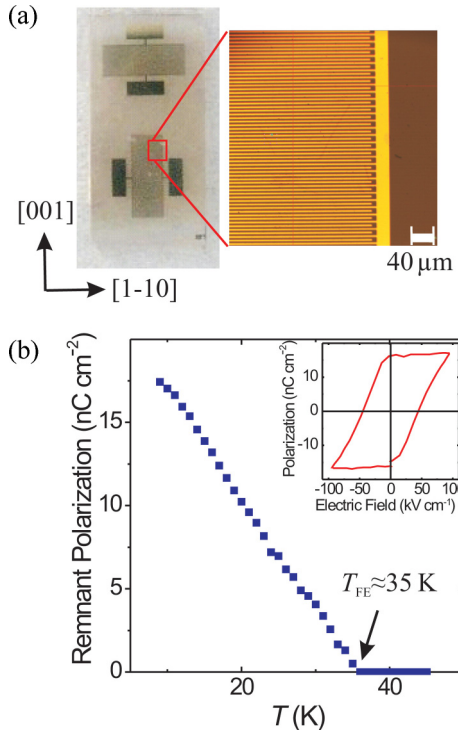 (a)
[001]
[1-10]
40 μm
(b)
Remnant Polarization (nC cm⁻²)
15
10
5
0
20
40
T (K)
T_FE≈35 K
Polarization (nC cm⁻²)
10
0
-10
-100
-50
0
50
100
Electric Field (kV cm⁻¹)